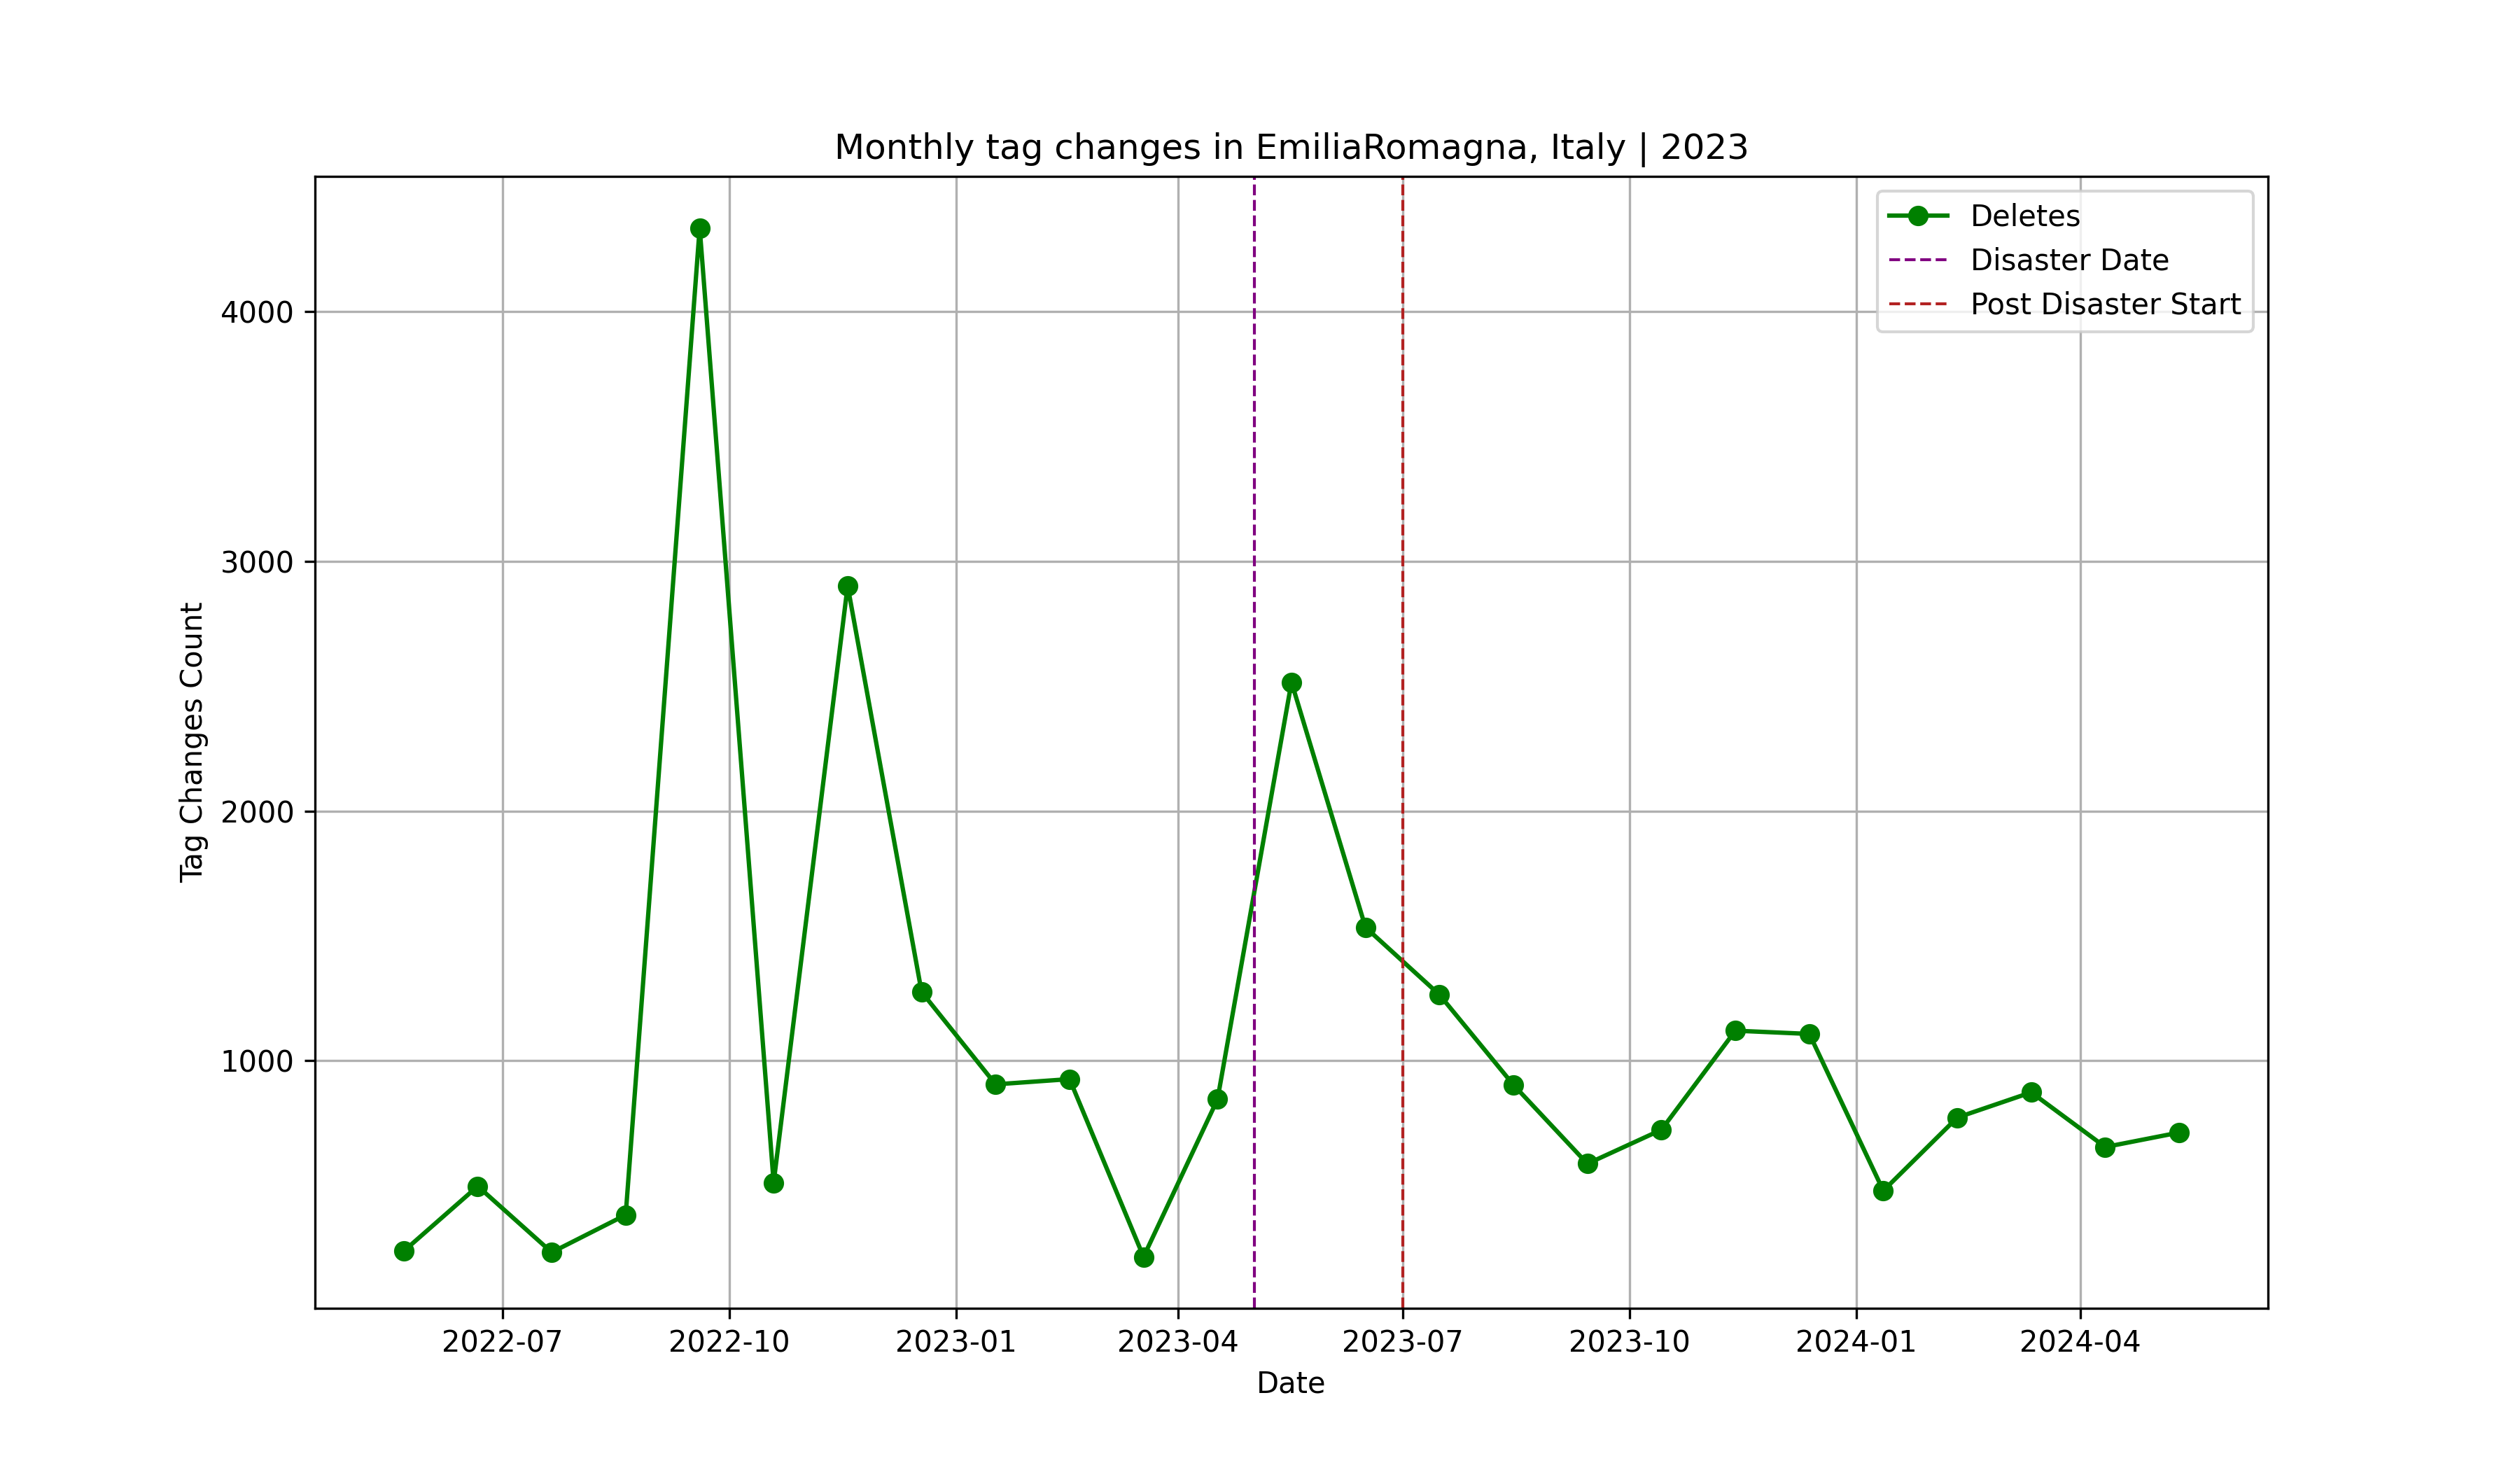 Monthly tag changes in EmiliaRomagna, Italy | 2023
Deletes
Disaster Date
Post Disaster Start
4000
3000
2000
1000
Tag Changes Count
2022-07 2022-10 2023-01 2023-04 2023-07 2023-10 2024-01 2024-04
Date